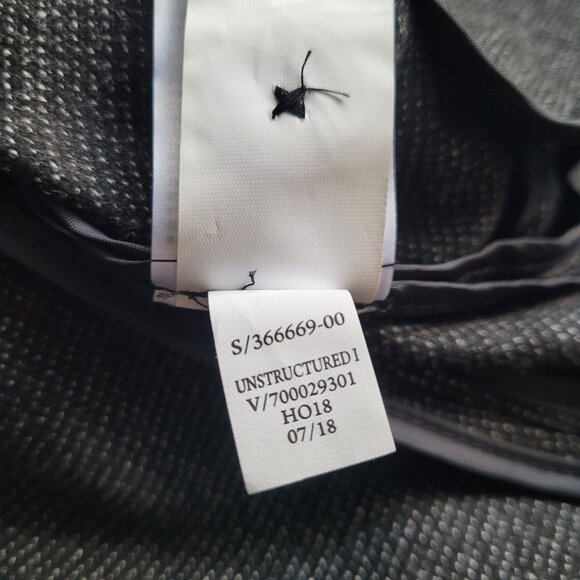 S/366669-00
UNSTRUCTURED I
V/700029301
HO18
07/18